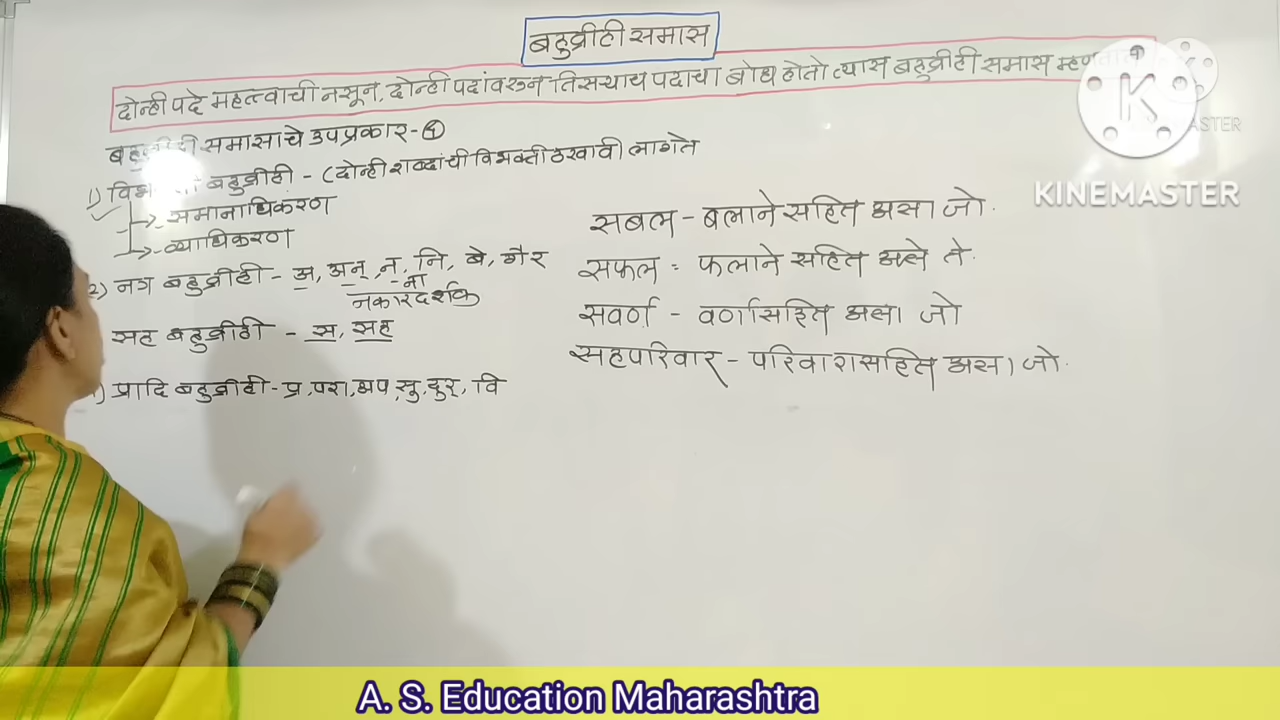 बहुव्रीही समास
दोन्ही पदे महत्त्वाची नसून, दोन्ही पदांवरून तिसऱ्याच पदाचा बोध होतो त्यास बहुव्रीही समास
बहुव्रीही समासाचे उपप्रकार - ४
1) बहुव्रीही - (दोन्ही शब्दांची विभक्ती ठरवावी लागते
→ समानाधिकरण
→ व्याधिकरण
2) नञ बहुव्रीही - अ, अन्, न, नि, बे, गैर
ना
नकारदर्शक
सह बहुव्रीही - स, सह
) प्रादि बहुव्रीही - प्र, परा, अप, सु, दुर्, वि
सबल - बलाने सहित असा जो.
सफल : फलाने सहित असे ते.
सवर्ण - वर्णासहित असा जो
सहपरिवार - परिवारासहित असा जो.
KINEMASTER
A. S. Education Maharashtra